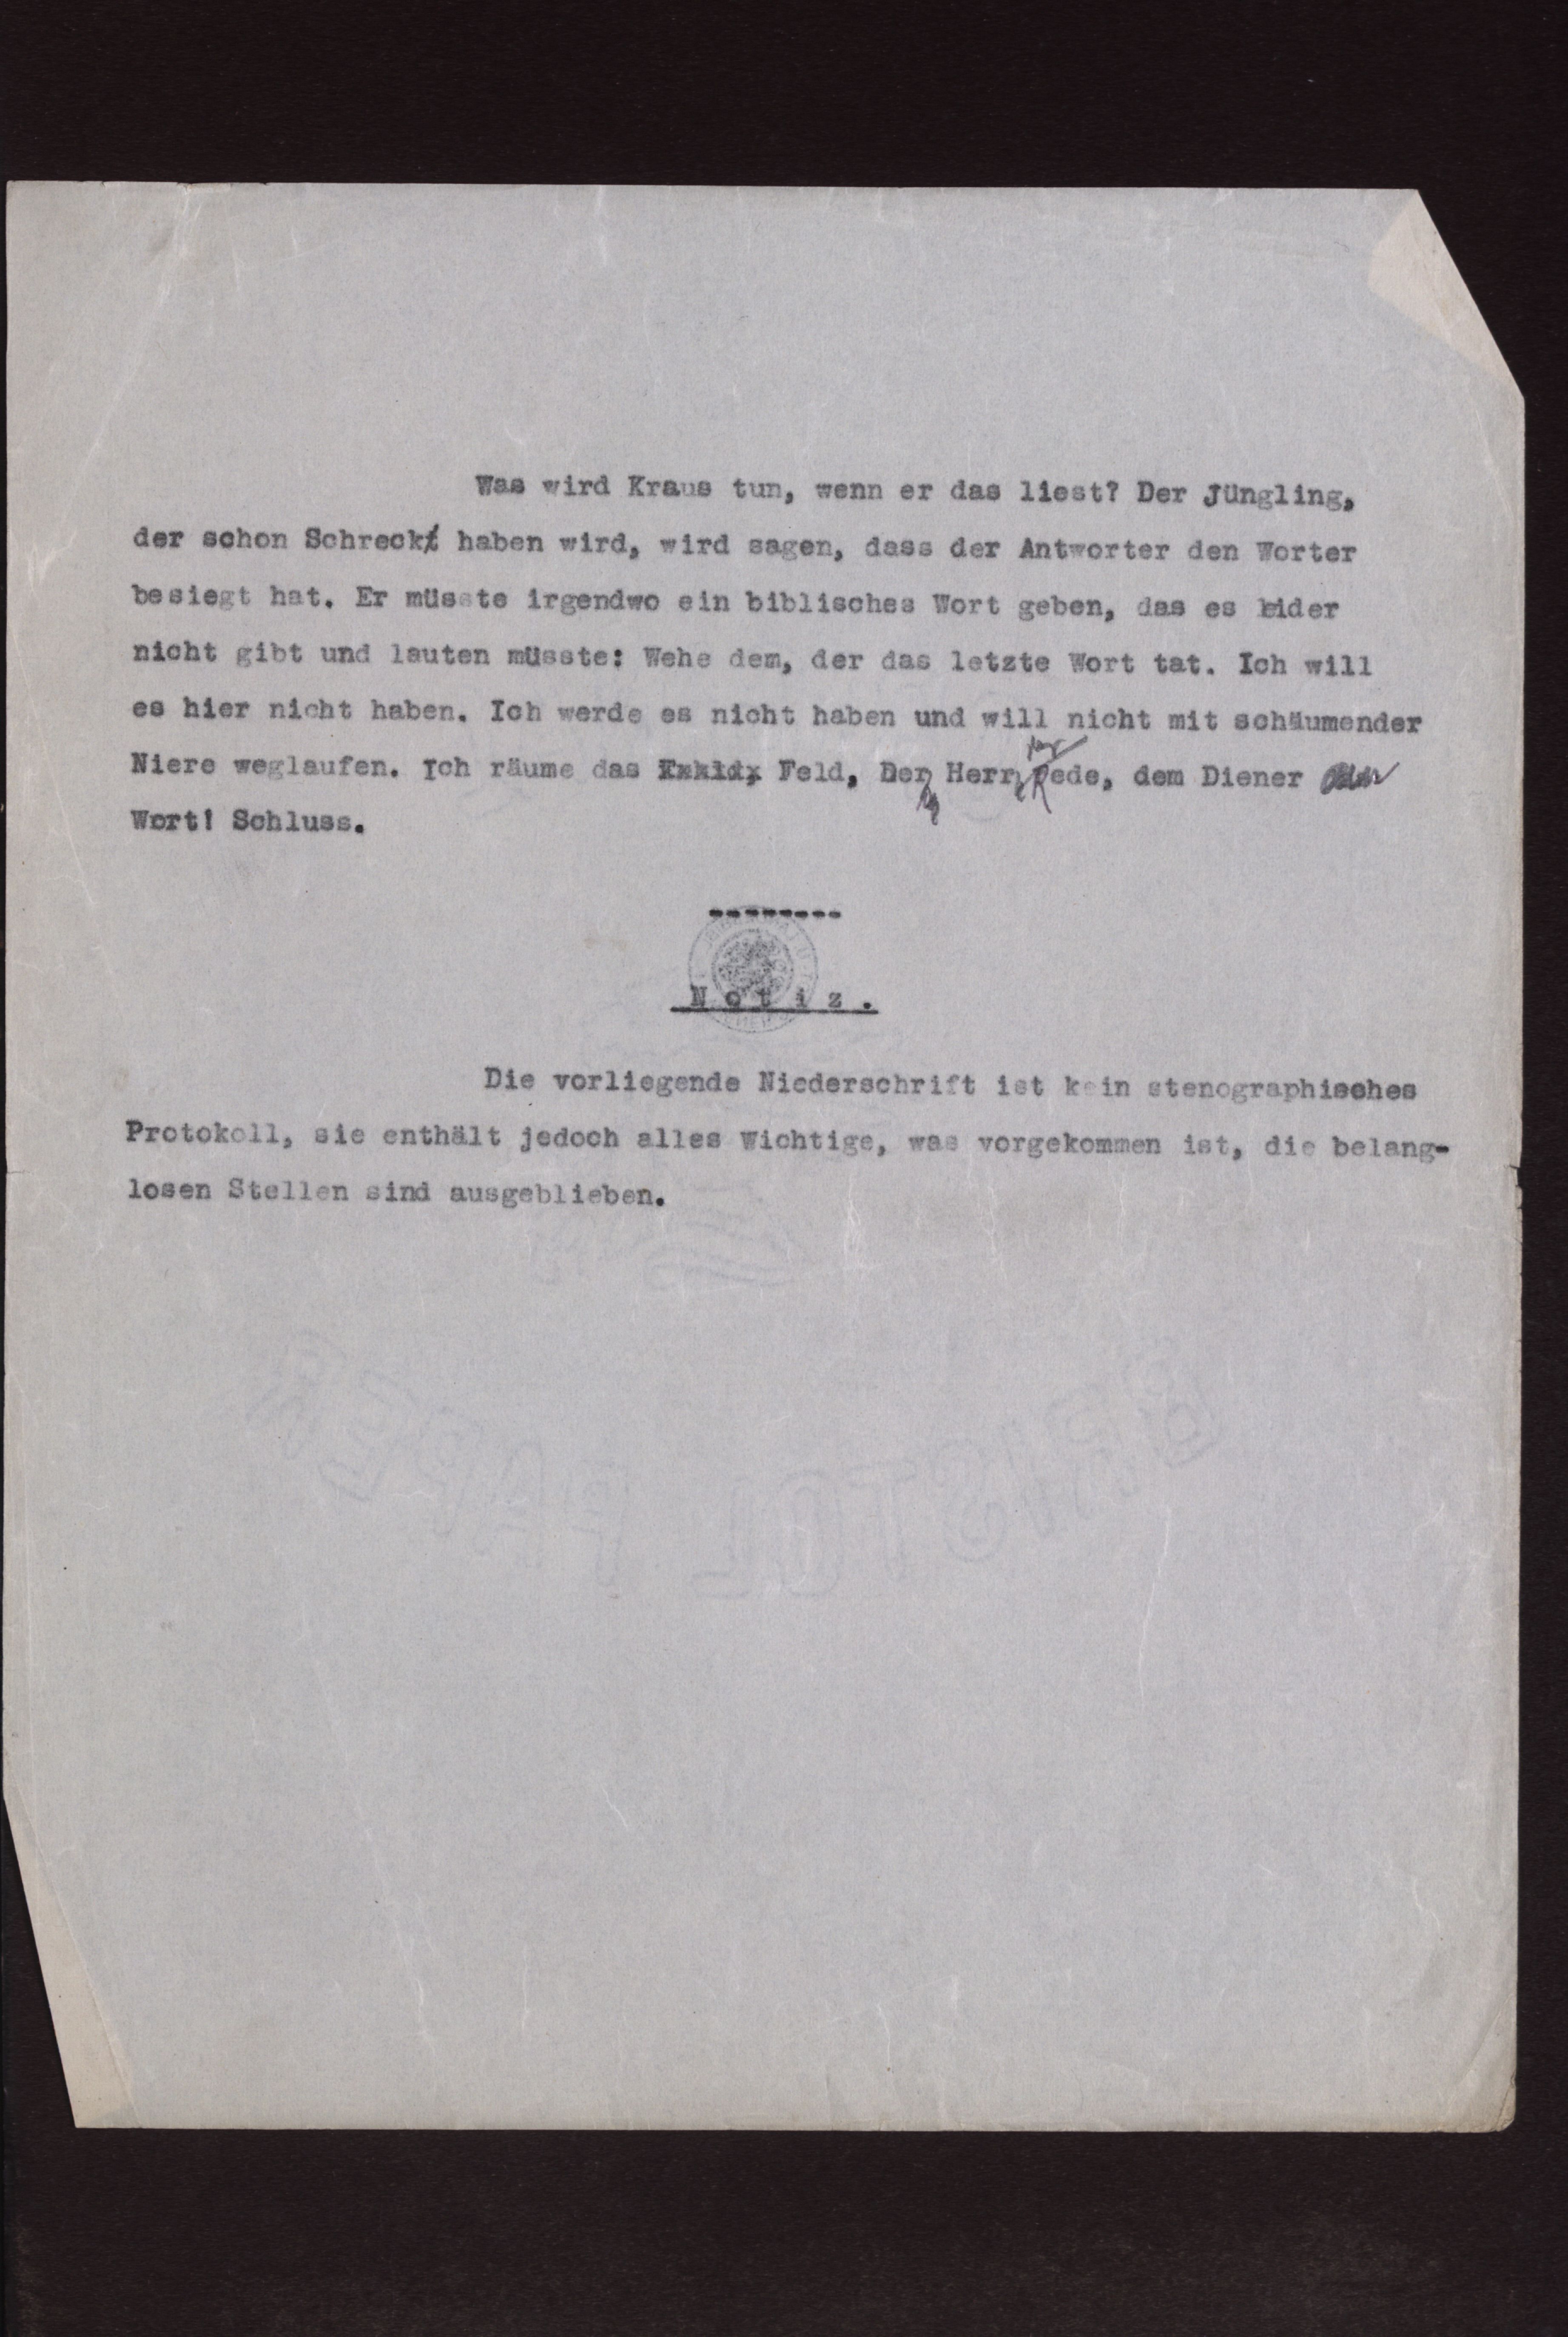 Was wird Kraus tun, wenn er das liest? Der Jüngling,
der schon Schreck haben wird, wird sagen, dass der Antworter den Worter
besiegt hat. Er müsste irgendwo ein biblisches Wort geben, das es leider
nicht gibt und lauten müsste: Wehe dem, der das letzte Wort tat. Ich will
es hier nicht haben. Ich werde es nicht haben und will nicht mit schäumender
der
Niere weglaufen. Ich räume das Feld, Der Herr Rede, dem Diener
Wort! Schluss.
--------
Notiz.
Die vorliegende Niederschrift ist kein stenographisches
Protokoll, sie enthält jedoch alles Wichtige, was vorgekommen ist, die belang-
losen Stellen sind ausgeblieben.